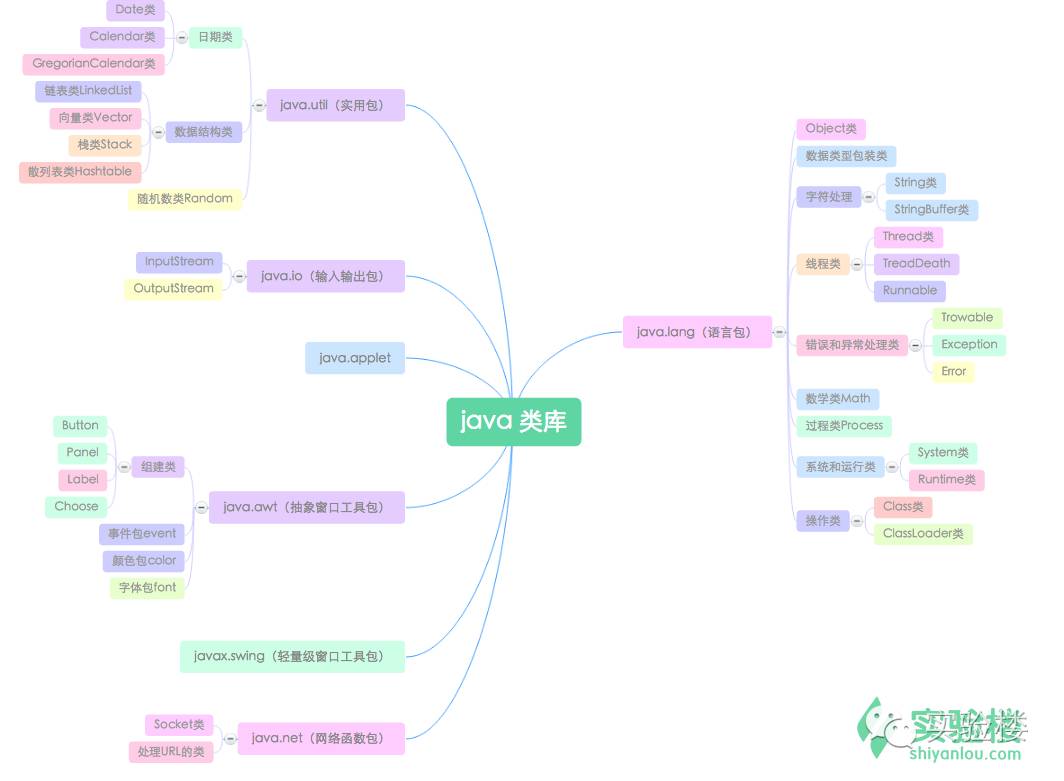 java 类库
java.util（实用包）
日期类
Date类
Calendar类
GregorianCalendar类
数据结构类
链表类LinkedList
向量类Vector
栈类Stack
散列表类Hashtable
随机数类Random
java.io（输入输出包）
InputStream
OutputStream
java.applet
java.awt（抽象窗口工具包）
组建类
Button
Panel
Label
Choose
事件包event
颜色包color
字体包font
javax.swing（轻量级窗口工具包）
java.net（网络函数包）
Socket类
处理URL的类
java.lang（语言包）
Object类
数据类型包装类
字符处理
String类
StringBuffer类
线程类
Thread类
TreadDeath
Runnable
错误和异常处理类
Trowable
Exception
Error
数学类Math
过程类Process
系统和运行类
System类
Runtime类
操作类
Class类
ClassLoader类
实验楼
实验楼
shiyanlou.com